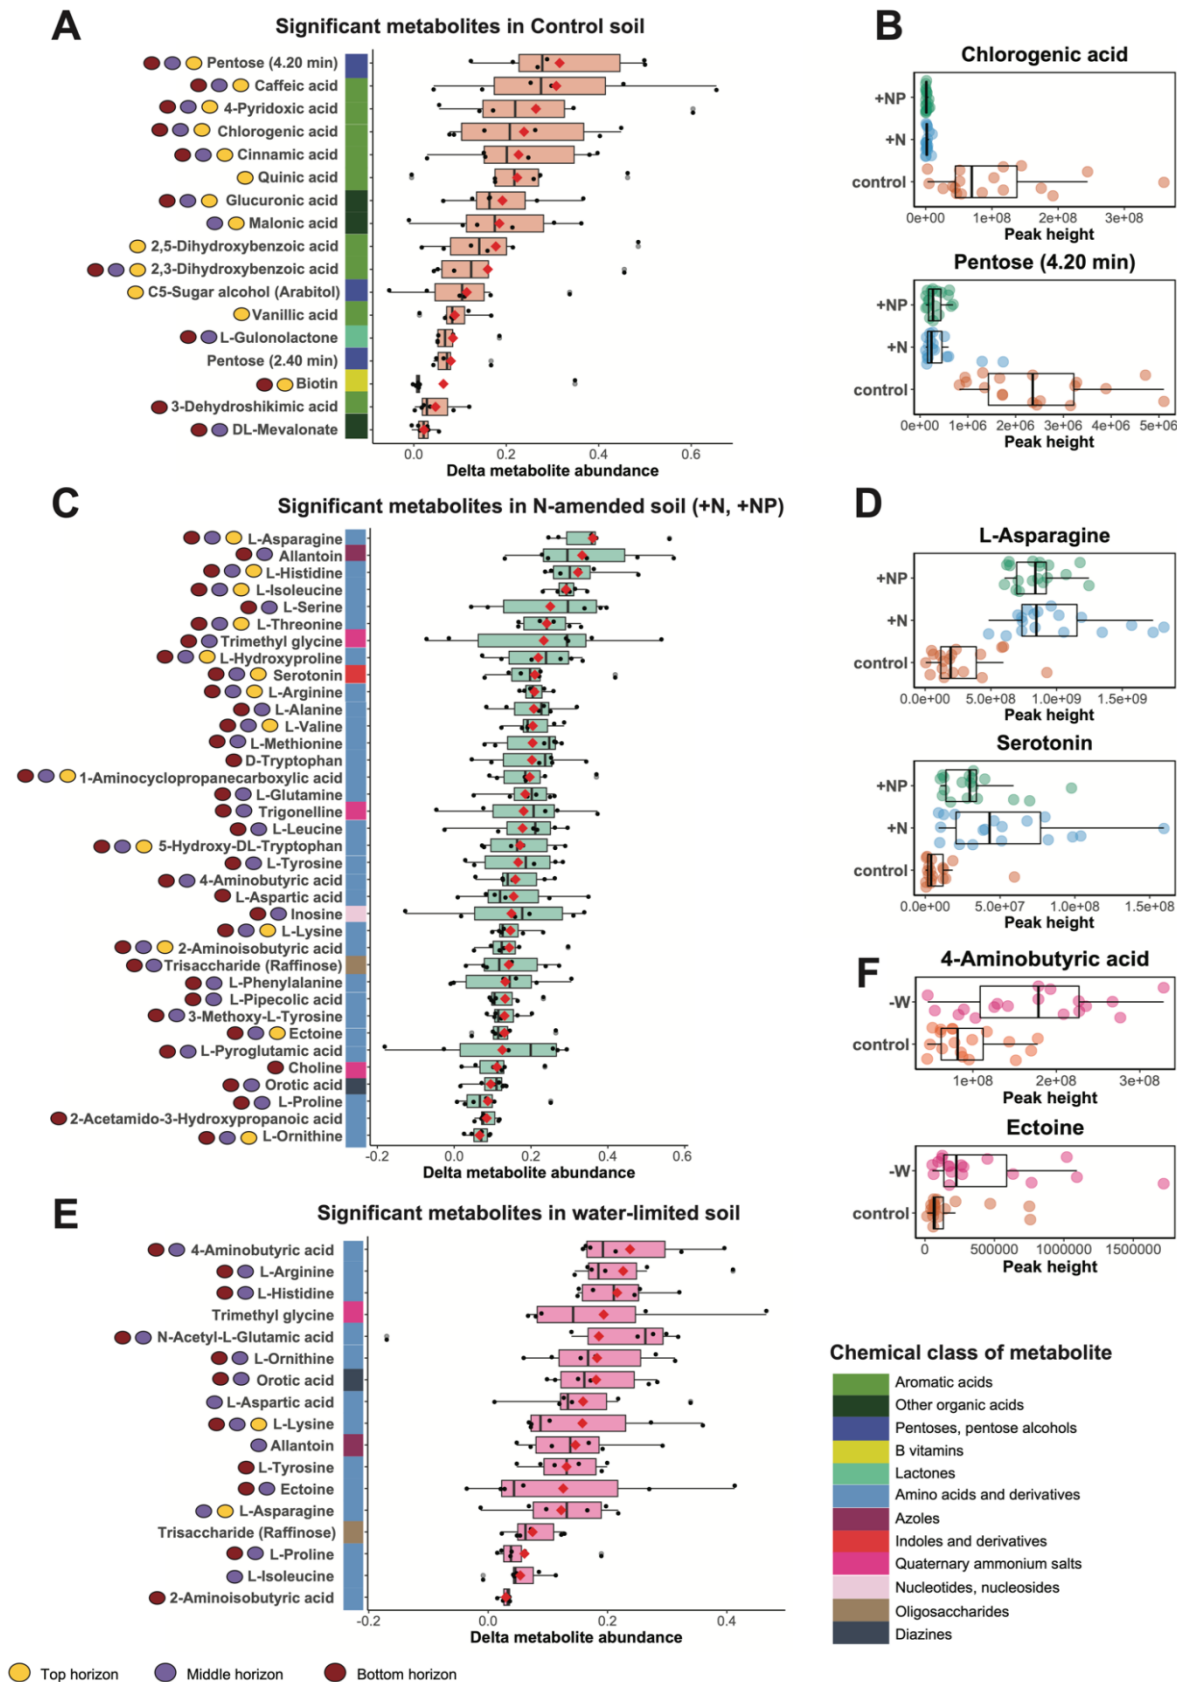 A
Significant metabolites in Control soil
Pentose (4.20 min)
Caffeic acid
4-Pyridoxic acid
Chlorogenic acid
Cinnamic acid
Quinic acid
Glucuronic acid
Malonic acid
2,5-Dihydroxybenzoic acid
2,3-Dihydroxybenzoic acid
C5-Sugar alcohol (Arabitol)
Vanillic acid
L-Gulonolactone
Pentose (2.40 min)
Biotin
3-Dehydroshikimic acid
DL-Mevalonate
0.0 0.2 0.4 0.6
Delta metabolite abundance
B
Chlorogenic acid
+NP
+N
control
0e+00 1e+08 2e+08 3e+08
Peak height
Pentose (4.20 min)
+NP
+N
control
0e+00 1e+06 2e+06 3e+06 4e+06 5e+06
Peak height
C
Significant metabolites in N-amended soil (+N, +NP)
L-Asparagine
Allantoin
L-Histidine
L-Isoleucine
L-Serine
L-Threonine
Trimethyl glycine
L-Hydroxyproline
Serotonin
L-Arginine
L-Alanine
L-Valine
L-Methionine
D-Tryptophan
1-Aminocyclopropanecarboxylic acid
L-Glutamine
Trigonelline
L-Leucine
5-Hydroxy-DL-Tryptophan
L-Tyrosine
4-Aminobutyric acid
L-Aspartic acid
Inosine
L-Lysine
2-Aminoisobutyric acid
Trisaccharide (Raffinose)
L-Phenylalanine
L-Pipecolic acid
3-Methoxy-L-Tyrosine
Ectoine
L-Pyroglutamic acid
Choline
Orotic acid
L-Proline
2-Acetamido-3-Hydroxypropanoic acid
L-Ornithine
-0.2 0.0 0.2 0.4 0.6
Delta metabolite abundance
D
L-Asparagine
+NP
+N
control
0.0e+00 5.0e+08 1.0e+09 1.5e+09
Peak height
Serotonin
+NP
+N
control
0.0e+00 5.0e+07 1.0e+08 1.5e+08
Peak height
E
Significant metabolites in water-limited soil
4-Aminobutyric acid
L-Arginine
L-Histidine
Trimethyl glycine
N-Acetyl-L-Glutamic acid
L-Ornithine
Orotic acid
L-Aspartic acid
L-Lysine
Allantoin
L-Tyrosine
Ectoine
L-Asparagine
Trisaccharide (Raffinose)
L-Proline
L-Isoleucine
2-Aminoisobutyric acid
-0.2 0.0 0.2 0.4
Delta metabolite abundance
F
4-Aminobutyric acid
-W
control
1e+08 2e+08 3e+08
Peak height
Ectoine
-W
control
0 500000 1000000 1500000
Peak height
Chemical class of metabolite
Aromatic acids
Other organic acids
Pentoses, pentose alcohols
B vitamins
Lactones
Amino acids and derivatives
Azoles
Indoles and derivatives
Quaternary ammonium salts
Nucleotides, nucleosides
Oligosaccharides
Diazines
Top horizon Middle horizon Bottom horizon